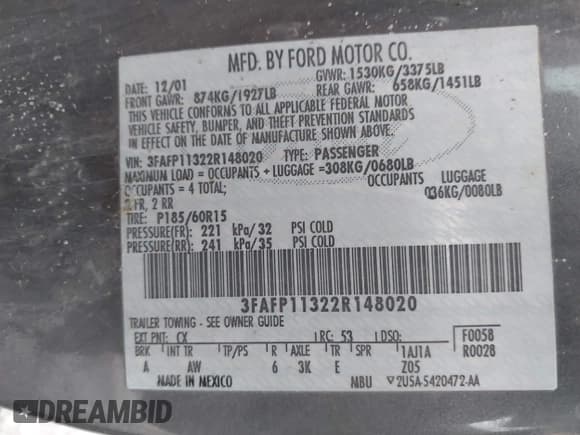 MFD. BY FORD MOTOR CO.
DATE: 12/01 GVWR: 1530KG/3375LB
FRONT GAWR: 874KG/1927LB REAR GAWR: 658KG/1451LB
THIS VEHICLE CONFORMS TO ALL APPLICABLE FEDERAL MOTOR
VEHICLE SAFETY, BUMPER, AND THEFT PREVENTION STANDARDS
IN EFFECT ON THE DATE OF MANUFACTURE SHOWN ABOVE.
VIN: 3FAFP11322R148020 TYPE: PASSENGER
MAXIMUM LOAD = OCCUPANTS + LUGGAGE =308KG/0680LB
OCCUPANTS = 4 TOTAL; OCCUPANTS LUGGAGE
2 FR, 2 RR 036KG/0080LB
TIRE P185/60R15
PRESSURE(FR): 221 kPa/32 PSI COLD
PRESSURE(RR): 241 kPa/35 PSI COLD
3FAFP11322R148020
TRAILER TOWING - SEE OWNER GUIDE
EXT PNT: CX RC: 53 DSO: F0058
BRK INT TR TP/PS R AXLE TR SPR 1AJ1A R0028
A AW 6 3K E Z05
MADE IN MEXICO MBU 2U5A-5420472-AA
DREAMBID